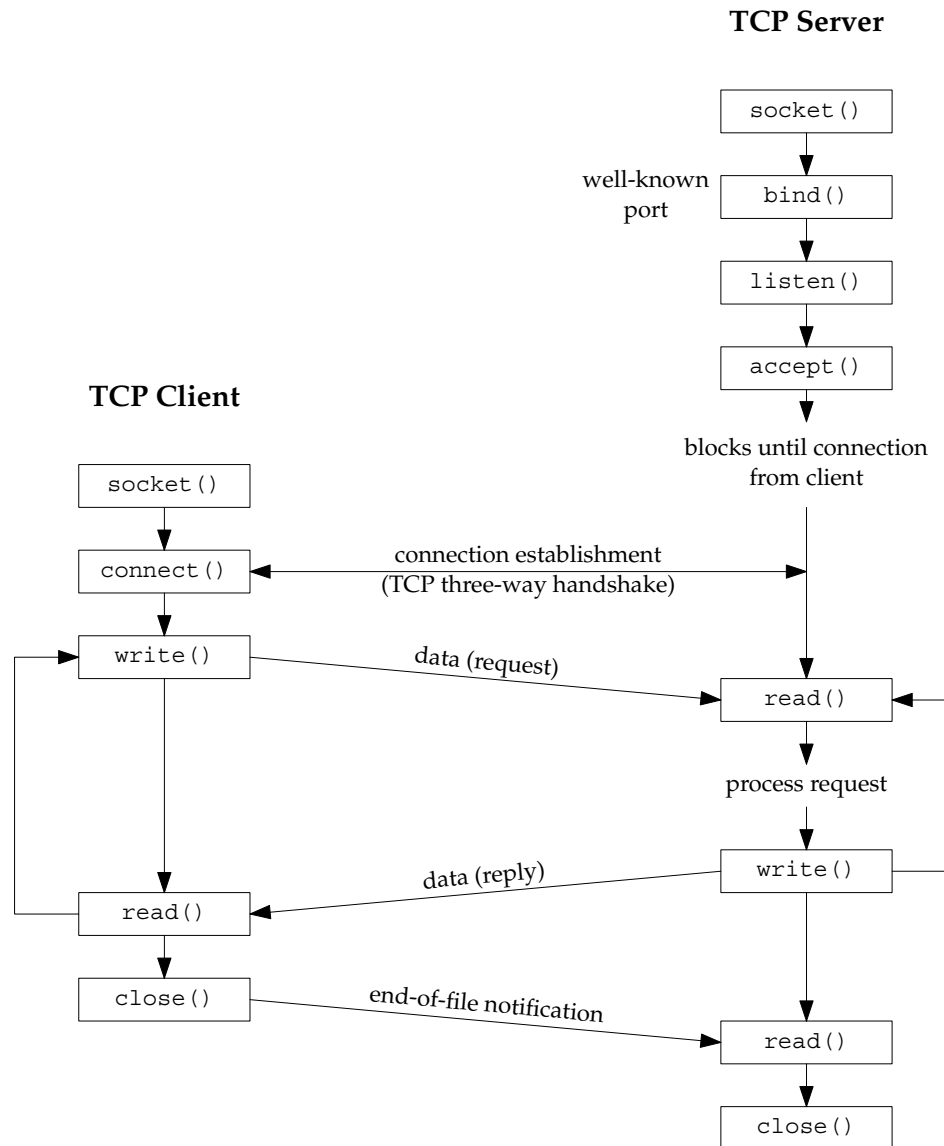 TCP Server
socket()
well-known
port
bind()
listen()
accept()
blocks until connection
from client
TCP Client
socket()
connect()
connection establishment
(TCP three-way handshake)
write()
data (request)
read()
process request
write()
data (reply)
read()
close()
end-of-file notification
read()
close()